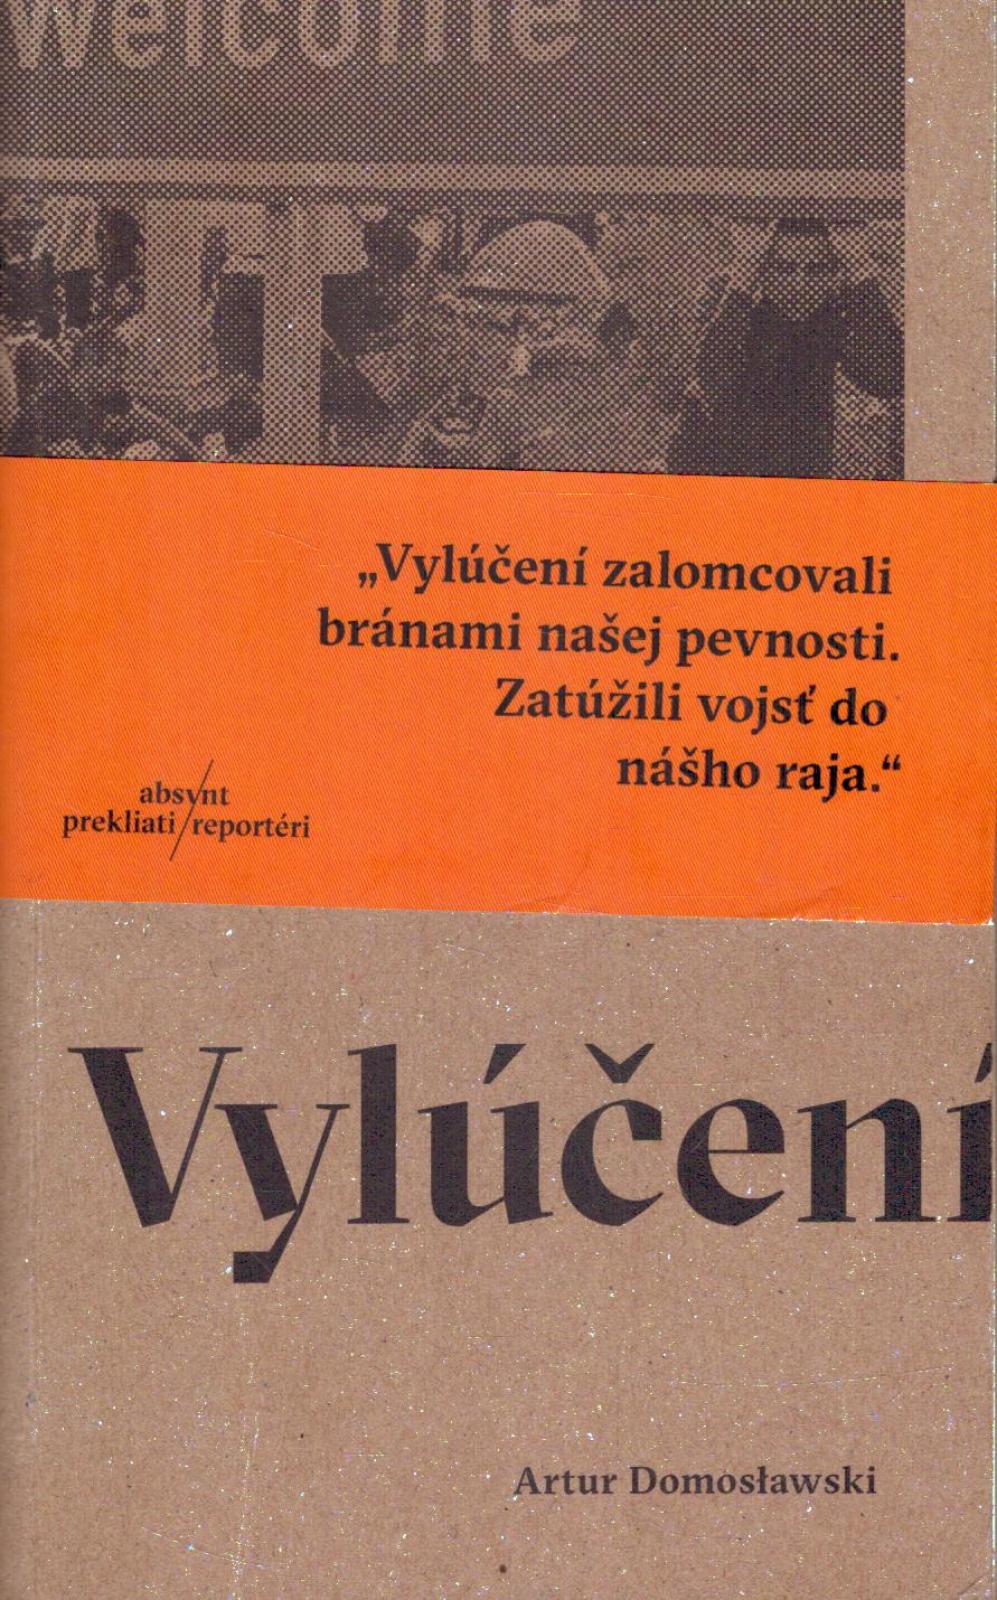 welcome
„Vylúčení zalomcovali
bránami našej pevnosti.
Zatúžili vojsť do
nášho raja.“
absynt
prekliati/reportéri
Vylúčení
Artur Domosławski